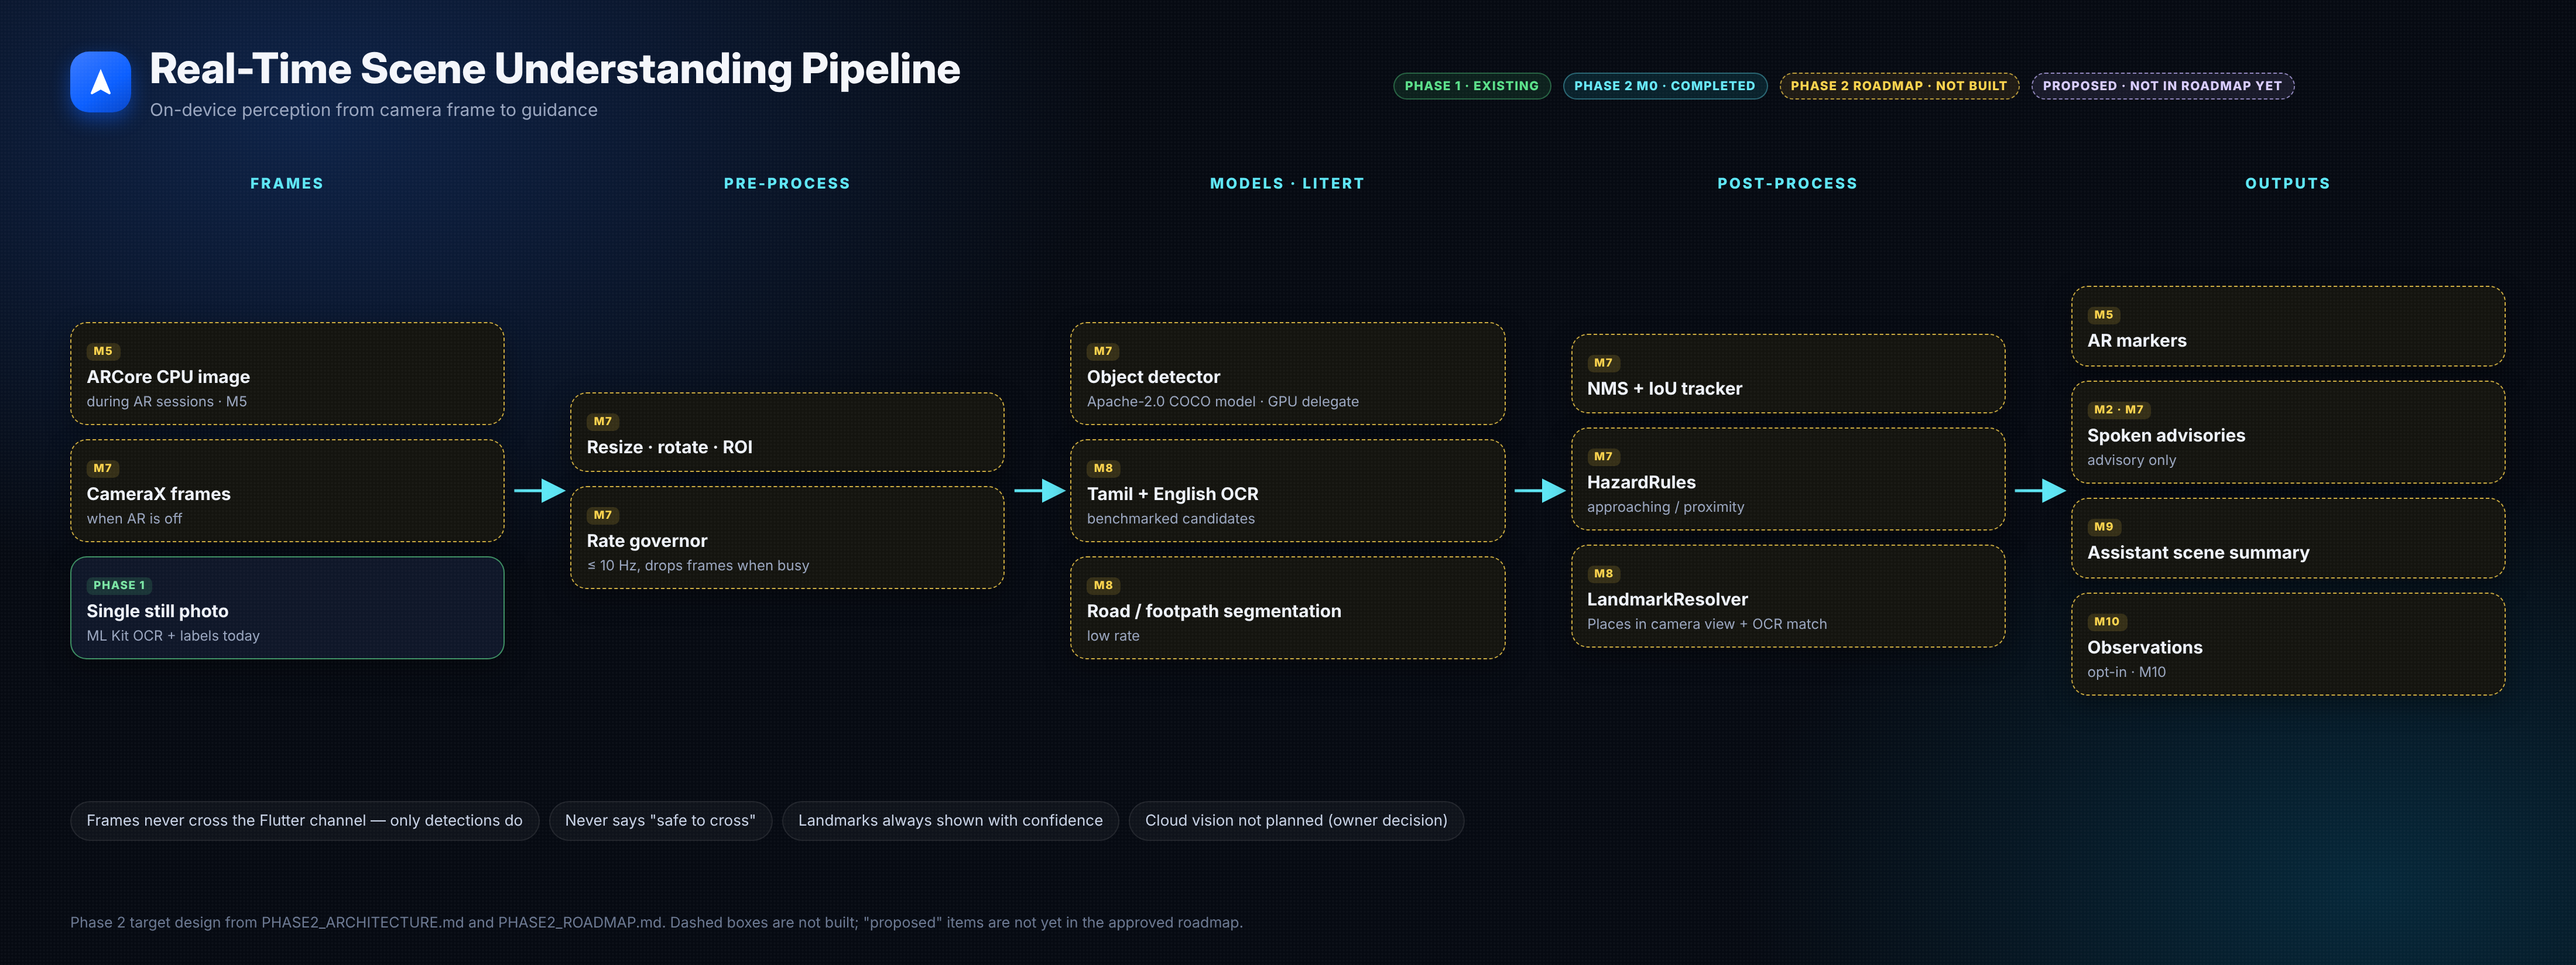 Real-Time Scene Understanding Pipeline
On-device perception from camera frame to guidance
PHASE 1 · EXISTING
PHASE 2 M0 · COMPLETED
PHASE 2 ROADMAP · NOT BUILT
PROPOSED · NOT IN ROADMAP YET
FRAMES
M5
ARCore CPU image
during AR sessions · M5
M7
CameraX frames
when AR is off
PHASE 1
Single still photo
ML Kit OCR + labels today
PRE-PROCESS
M7
Resize · rotate · ROI
M7
Rate governor
≤ 10 Hz, drops frames when busy
MODELS · LITERT
M7
Object detector
Apache-2.0 COCO model · GPU delegate
M8
Tamil + English OCR
benchmarked candidates
M8
Road / footpath segmentation
low rate
POST-PROCESS
M7
NMS + IoU tracker
M7
HazardRules
approaching / proximity
M8
LandmarkResolver
Places in camera view + OCR match
OUTPUTS
M5
AR markers
M2 · M7
Spoken advisories
advisory only
M9
Assistant scene summary
M10
Observations
opt-in · M10
Frames never cross the Flutter channel — only detections do
Never says "safe to cross"
Landmarks always shown with confidence
Cloud vision not planned (owner decision)
Phase 2 target design from PHASE2_ARCHITECTURE.md and PHASE2_ROADMAP.md. Dashed boxes are not built; "proposed" items are not yet in the approved roadmap.